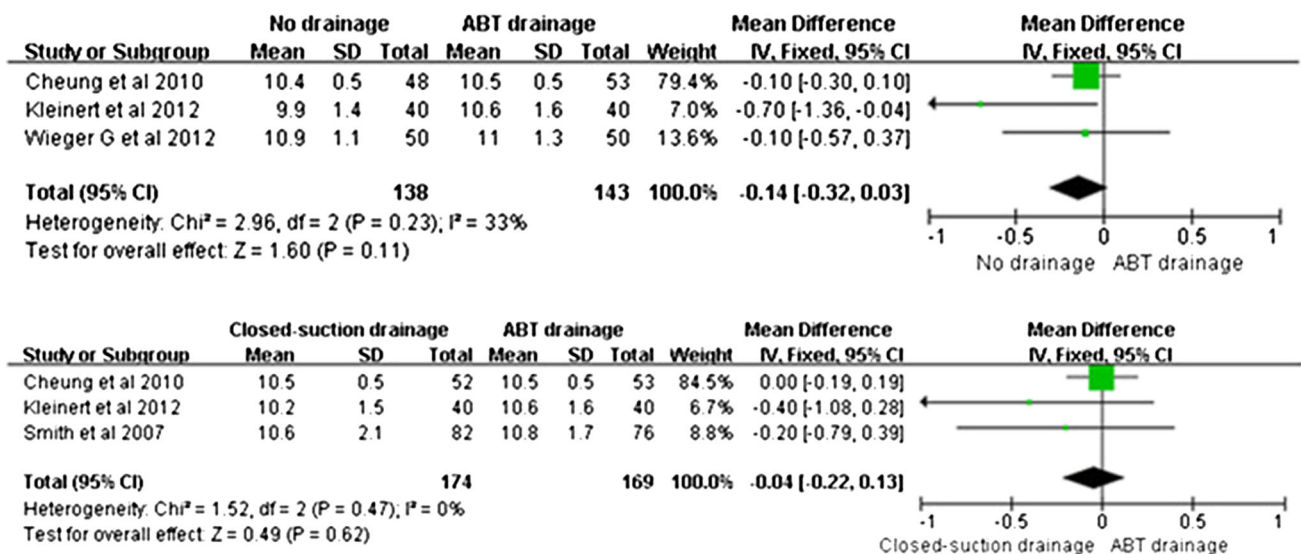 No drainage ABT drainage Mean Difference Mean Difference
Study or Subgroup Mean SD Total Mean SD Total Weight IV, Fixed, 95% CI IV, Fixed, 95% CI
Cheung et al 2010 10.4 0.5 48 10.5 0.5 53 79.4% -0.10 [-0.30, 0.10]
Kleinert et al 2012 9.9 1.4 40 10.6 1.6 40 7.0% -0.70 [-1.36, -0.04]
Wieger G et al 2012 10.9 1.1 50 11 1.3 50 13.6% -0.10 [-0.57, 0.37]
Total (95% CI) 138 143 100.0% -0.14 [-0.32, 0.03]
Heterogeneity: Chi² = 2.96, df = 2 (P = 0.23); I² = 33%
Test for overall effect: Z = 1.60 (P = 0.11)
-1 -0.5 0 0.5 1
No drainage ABT drainage
Closed-suction drainage ABT drainage Mean Difference Mean Difference
Study or Subgroup Mean SD Total Mean SD Total Weight IV, Fixed, 95% CI IV, Fixed, 95% CI
Cheung et al 2010 10.5 0.5 52 10.5 0.5 53 84.5% 0.00 [-0.19, 0.19]
Kleinert et al 2012 10.2 1.5 40 10.6 1.6 40 6.7% -0.40 [-1.08, 0.28]
Smith et al 2007 10.6 2.1 82 10.8 1.7 76 8.8% -0.20 [-0.79, 0.39]
Total (95% CI) 174 169 100.0% -0.04 [-0.22, 0.13]
Heterogeneity: Chi² = 1.52, df = 2 (P = 0.47); I² = 0%
Test for overall effect: Z = 0.49 (P = 0.62)
-1 -0.5 0 0.5 1
Closed-suction drainage ABT drainage